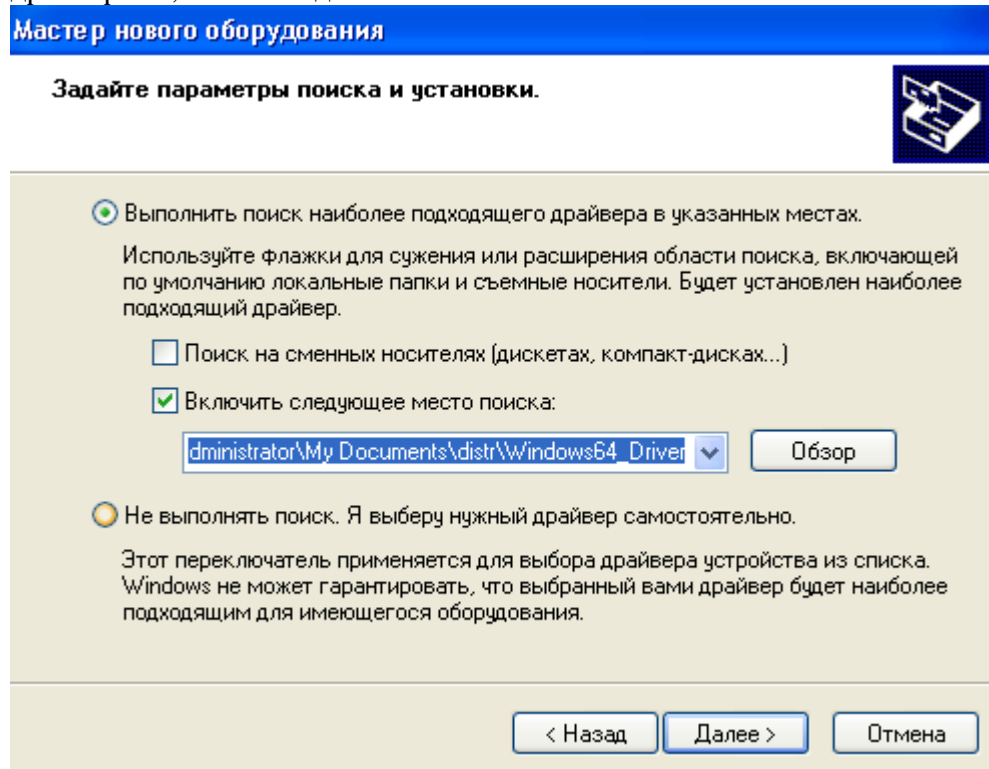 Мастер нового оборудования
Задайте параметры поиска и установки.
Выполнить поиск наиболее подходящего драйвера в указанных местах.
Используйте флажки для сужения или расширения области поиска, включающей
по умолчанию локальные папки и съемные носители. Будет установлен наиболее
подходящий драйвер.
Поиск на сменных носителях (дискетах, компакт-дисках...)
Включить следующее место поиска:
dministrator\My Documents\distr\\Windows64_Driver
Обзор
Не выполнять поиск. Я выберу нужный драйвер самостоятельно.
Этот переключатель применяется для выбора драйвера устройства из списка.
Windows не может гарантировать, что выбранный вами драйвер будет наиболее
подходящим для имеющегося оборудования.
< Назад Далее > Отмена